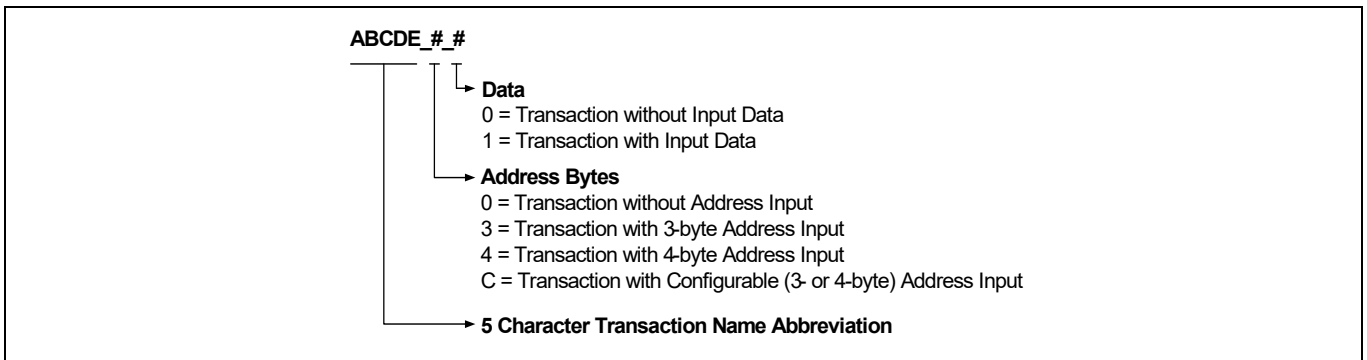 ABCDE_#_#
Data
0 = Transaction without Input Data
1 = Transaction with Input Data
Address Bytes
0 = Transaction without Address Input
3 = Transaction with 3-byte Address Input
4 = Transaction with 4-byte Address Input
C = Transaction with Configurable (3- or 4-byte) Address Input
5 Character Transaction Name Abbreviation